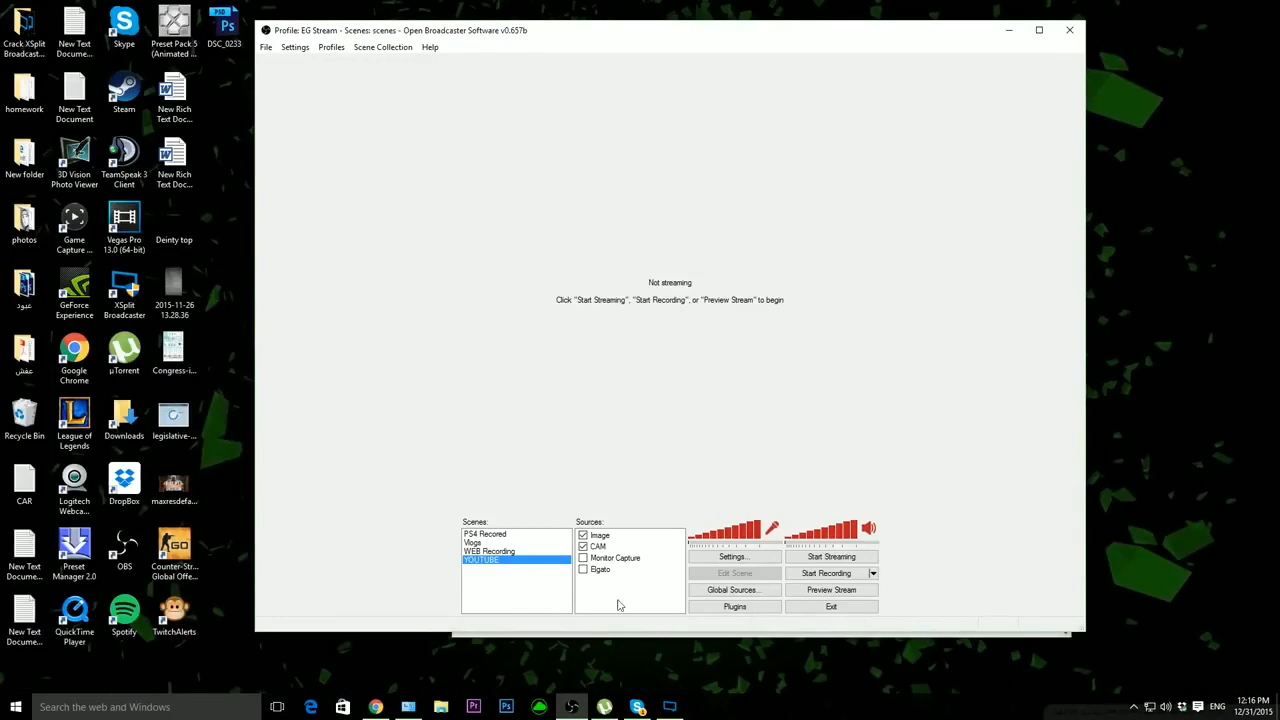 Crack XSplit
Broadcast...
New Text
Docume...
Skype
Preset Pack 5
(Animated ...
DSC_0233
homework
New Text
Document
Steam
New Rich
Text Doc...
New folder
3D Vision
Photo Viewer
TeamSpeak 3
Client
New Rich
Text Doc...
photos
Game
Capture ...
Vegas Pro
13.0 (64-bit)
Deinty top
عبود
GeForce
Experience
XSplit
Broadcaster
2015-11-26
13.28.36
عفش
Google
Chrome
µTorrent
Congress-i...
Recycle Bin
League of
Legends
Downloads
legislative-...
CAR
Logitech
Webca...
DropBox
maxresdefa...
New Text
Docume...
Preset
Manager 2.0
OBS
Counter-Str...
Global Offe...
New Text
Docume...
QuickTime
Player
Spotify
TwitchAlerts
Profile: EG Stream - Scenes: scenes - Open Broadcaster Software v0.657b
File Settings Profiles Scene Collection Help
Not streaming
Click "Start Streaming", "Start Recording", or "Preview Stream" to begin
Scenes:
PS4 Recored
Vlogs
WEB Recording
YOUTUBE
Sources:
Image
CAM
Monitor Capture
Elgato
Settings...
Edit Scene
Global Sources...
Plugins
Start Streaming
Start Recording
Preview Stream
Exit
Search the web and Windows
ENG
12:16 PM
12/31/2015